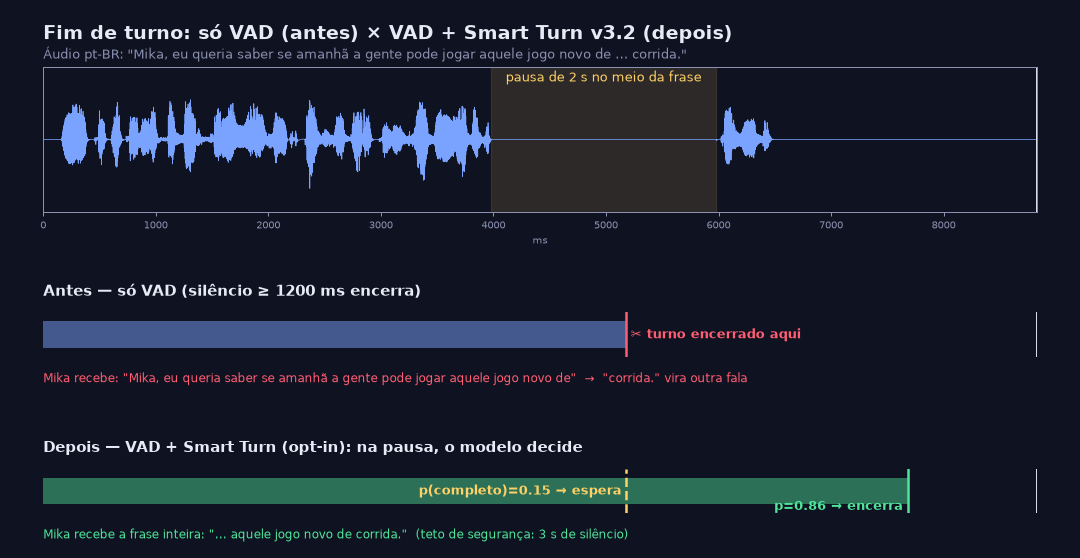 Fim de turno: só VAD (antes) × VAD + Smart Turn v3.2 (depois)
Áudio pt-BR: "Mika, eu queria saber se amanhã a gente pode jogar aquele jogo novo de ... corrida."
pausa de 2 s no meio da frase
0 1000 2000 3000 4000 5000 6000 7000 8000
ms
Antes — só VAD (silêncio ≥ 1200 ms encerra)
✂ turno encerrado aqui
Mika recebe: "Mika, eu queria saber se amanhã a gente pode jogar aquele jogo novo de" → "corrida." vira outra fala
Depois — VAD + Smart Turn (opt-in): na pausa, o modelo decide
p(completo)=0.15 → espera
p=0.86 → encerra
Mika recebe a frase inteira: "... aquele jogo novo de corrida." (teto de segurança: 3 s de silêncio)